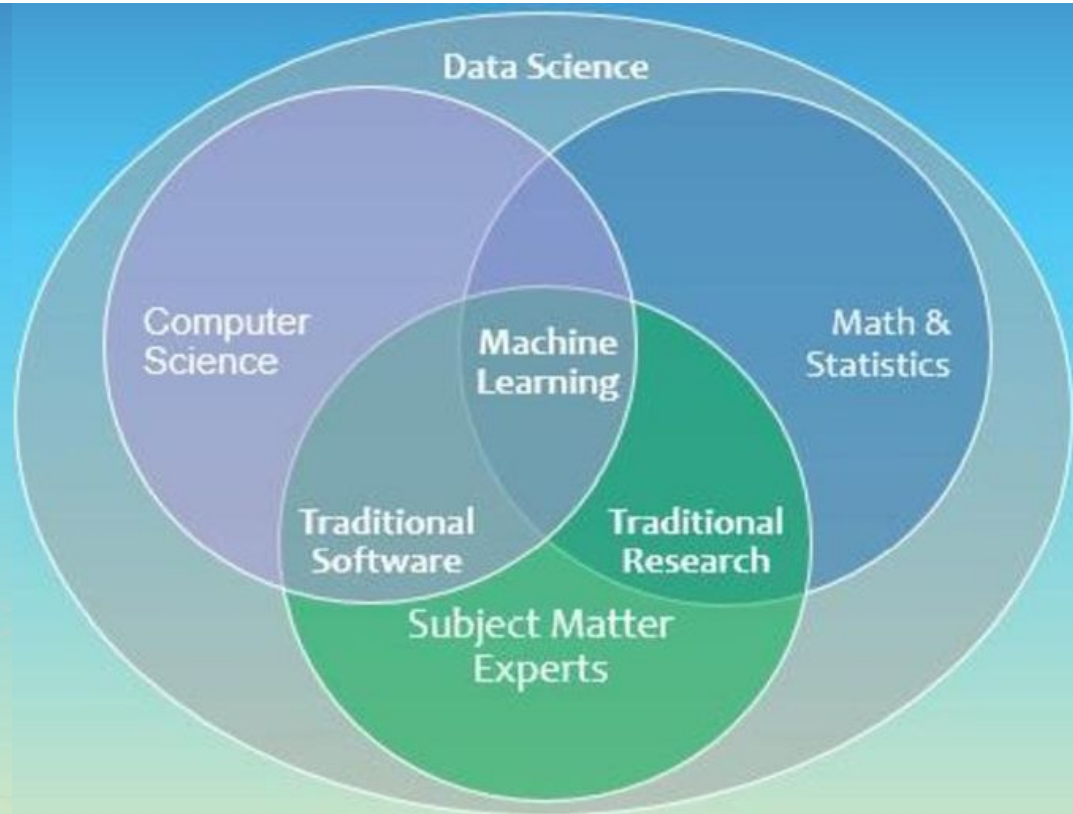 Data Science
Computer
Science
Math &
Statistics
Machine
Learning
Traditional
Software
Traditional
Research
Subject Matter
Experts